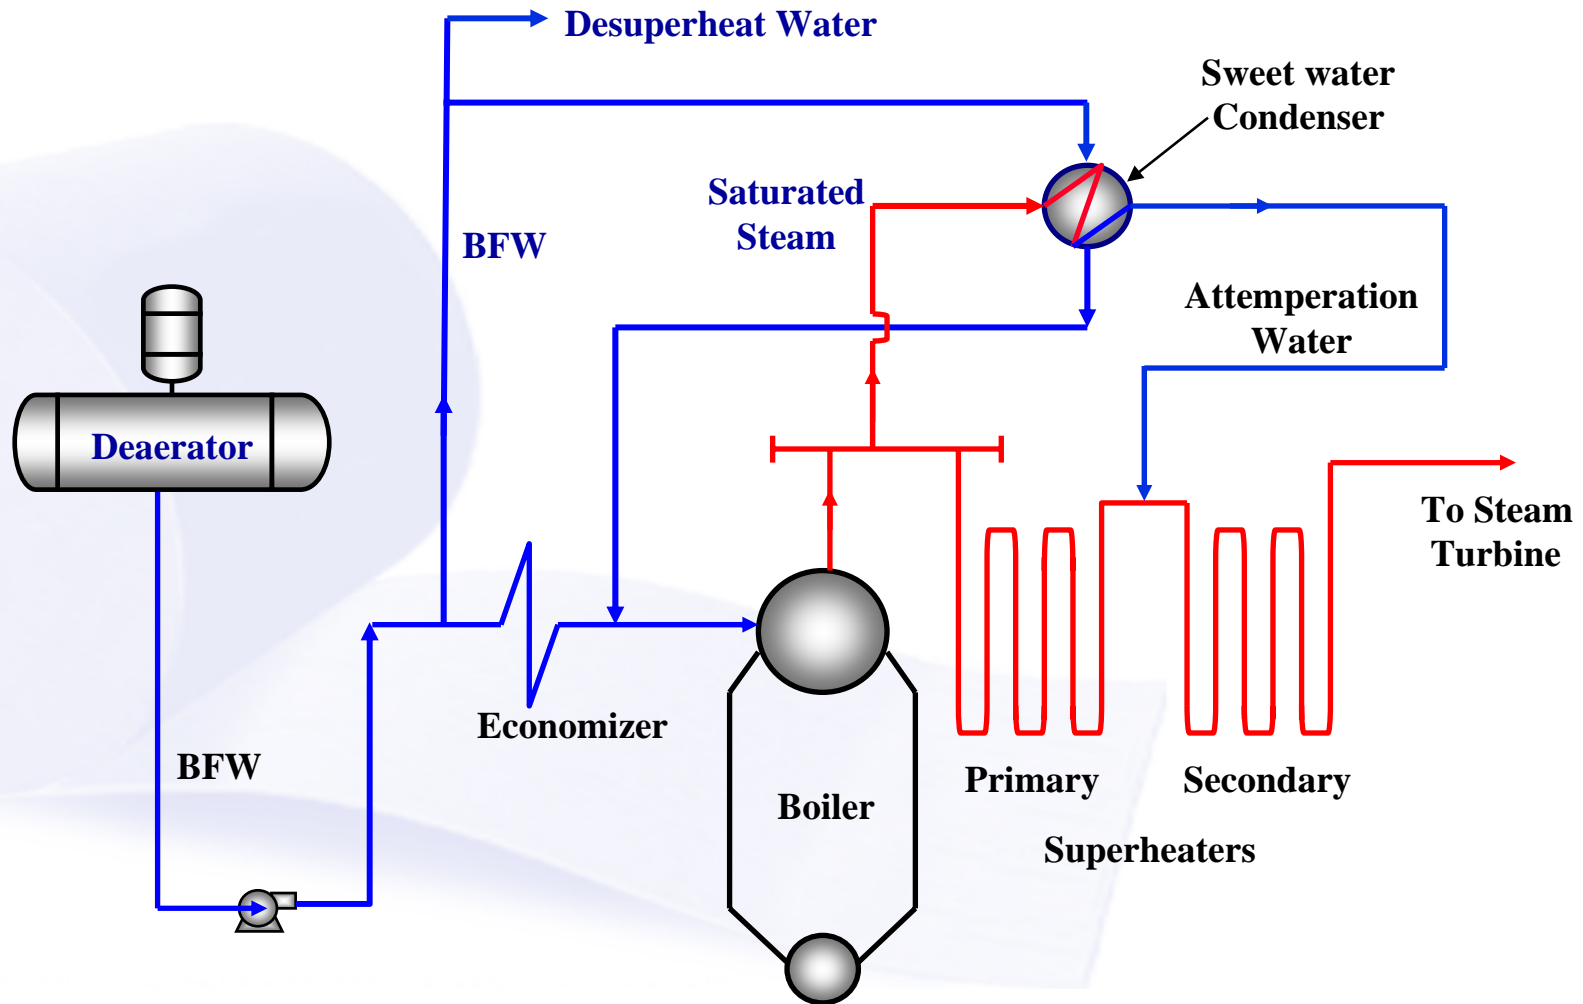 Desuperheat Water
Sweet water
Condenser
Saturated
Steam
BFW
Attemperation
Water
Deaerator
To Steam
Turbine
Economizer
BFW
Primary
Secondary
Boiler
Superheaters